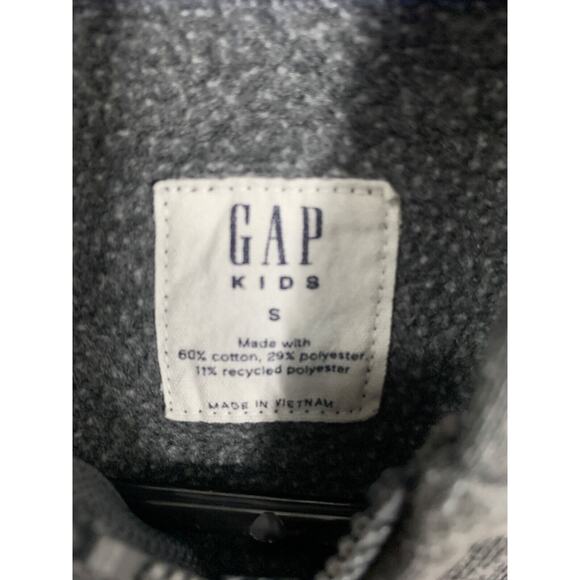 GAP
KIDS
S
Made with
60% cotton, 29% polyester,
11% recycled polyester
MADE IN VIETNAM